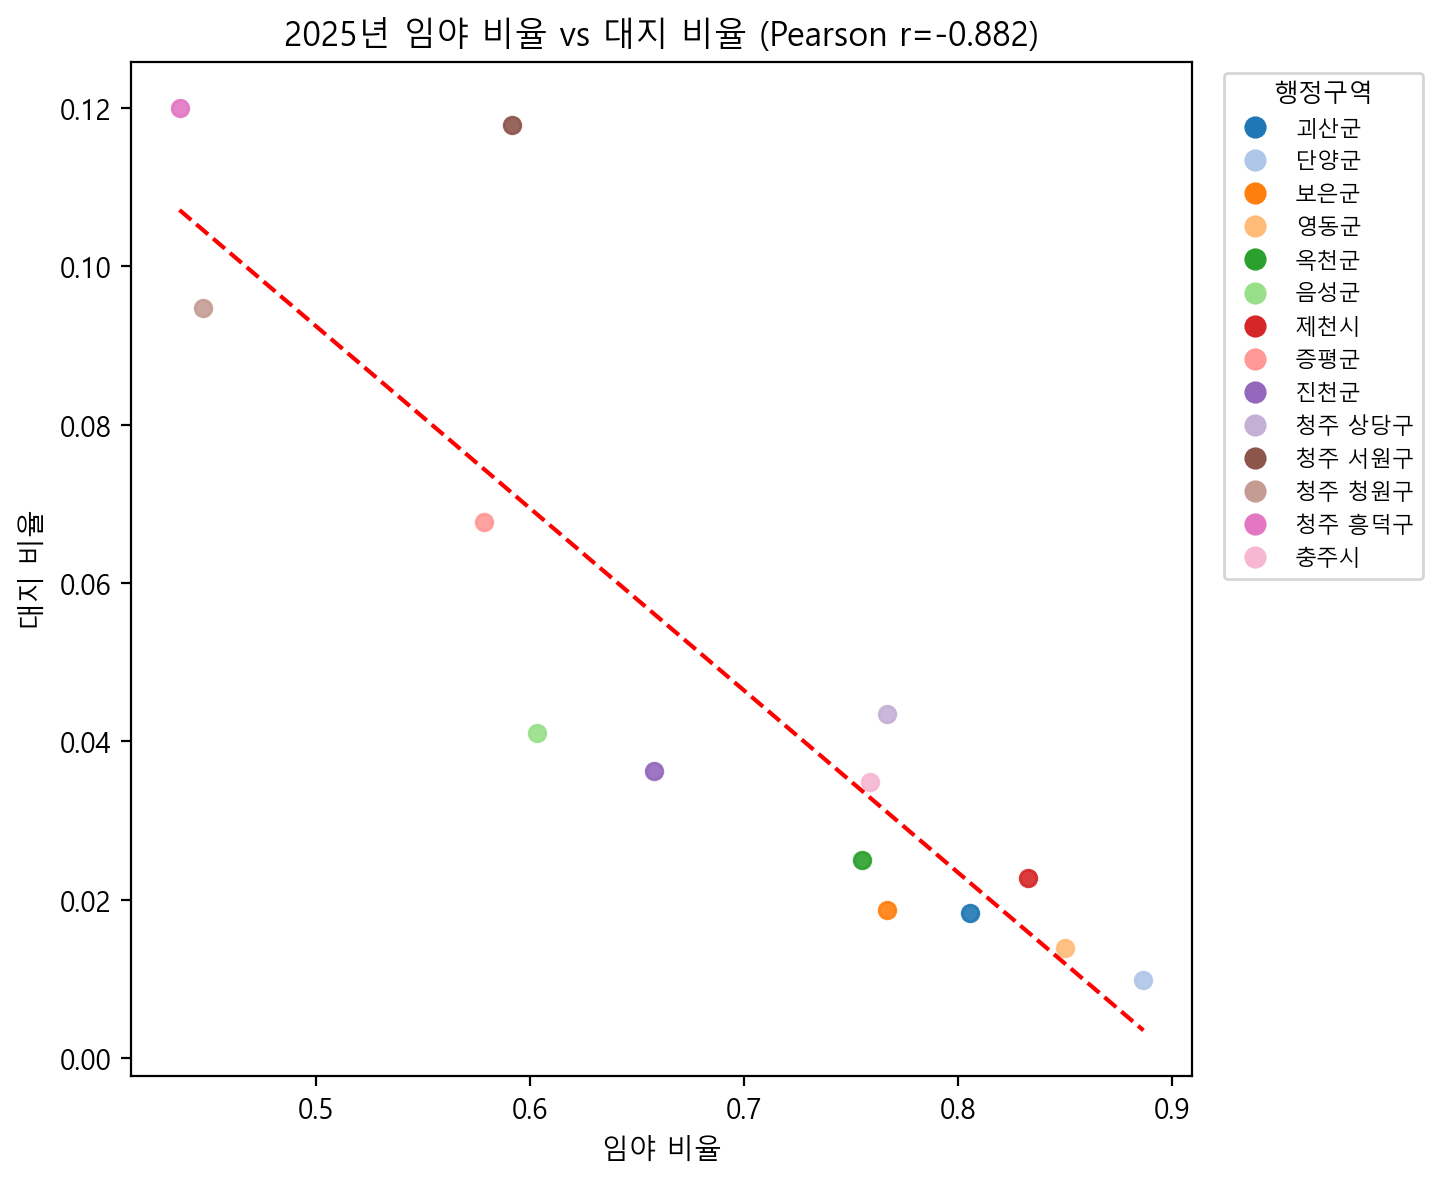 2025년 임야 비율 vs 대지 비율 (Pearson r=-0.882)
0.12
0.10
0.08
0.06
0.04
0.02
0.00
대지 비율
0.5 0.6 0.7 0.8 0.9
임야 비율
행정구역
괴산군
단양군
보은군
영동군
옥천군
음성군
제천시
증평군
진천군
청주 상당구
청주 서원구
청주 청원구
청주 흥덕구
충주시